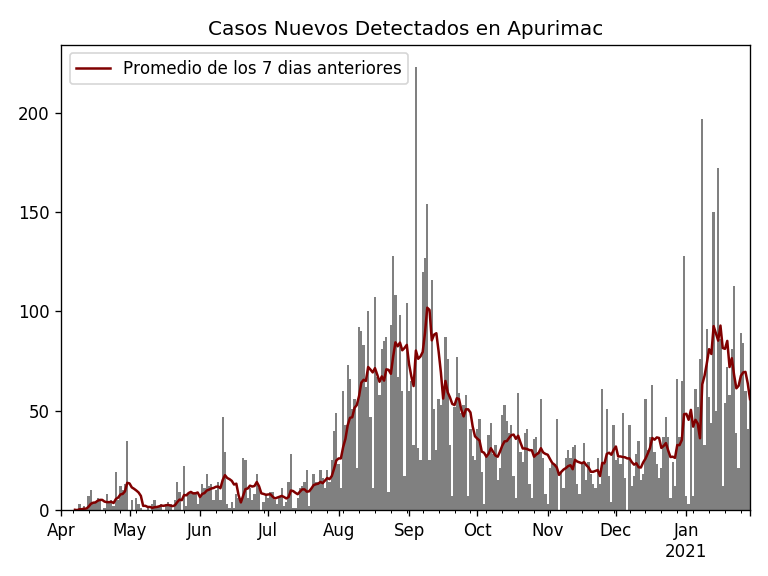 Casos Nuevos Detectados en Apurimac
Promedio de los 7 dias anteriores
200
150
100
50
0
Apr May Jun Jul Aug Sep Oct Nov Dec Jan
2021